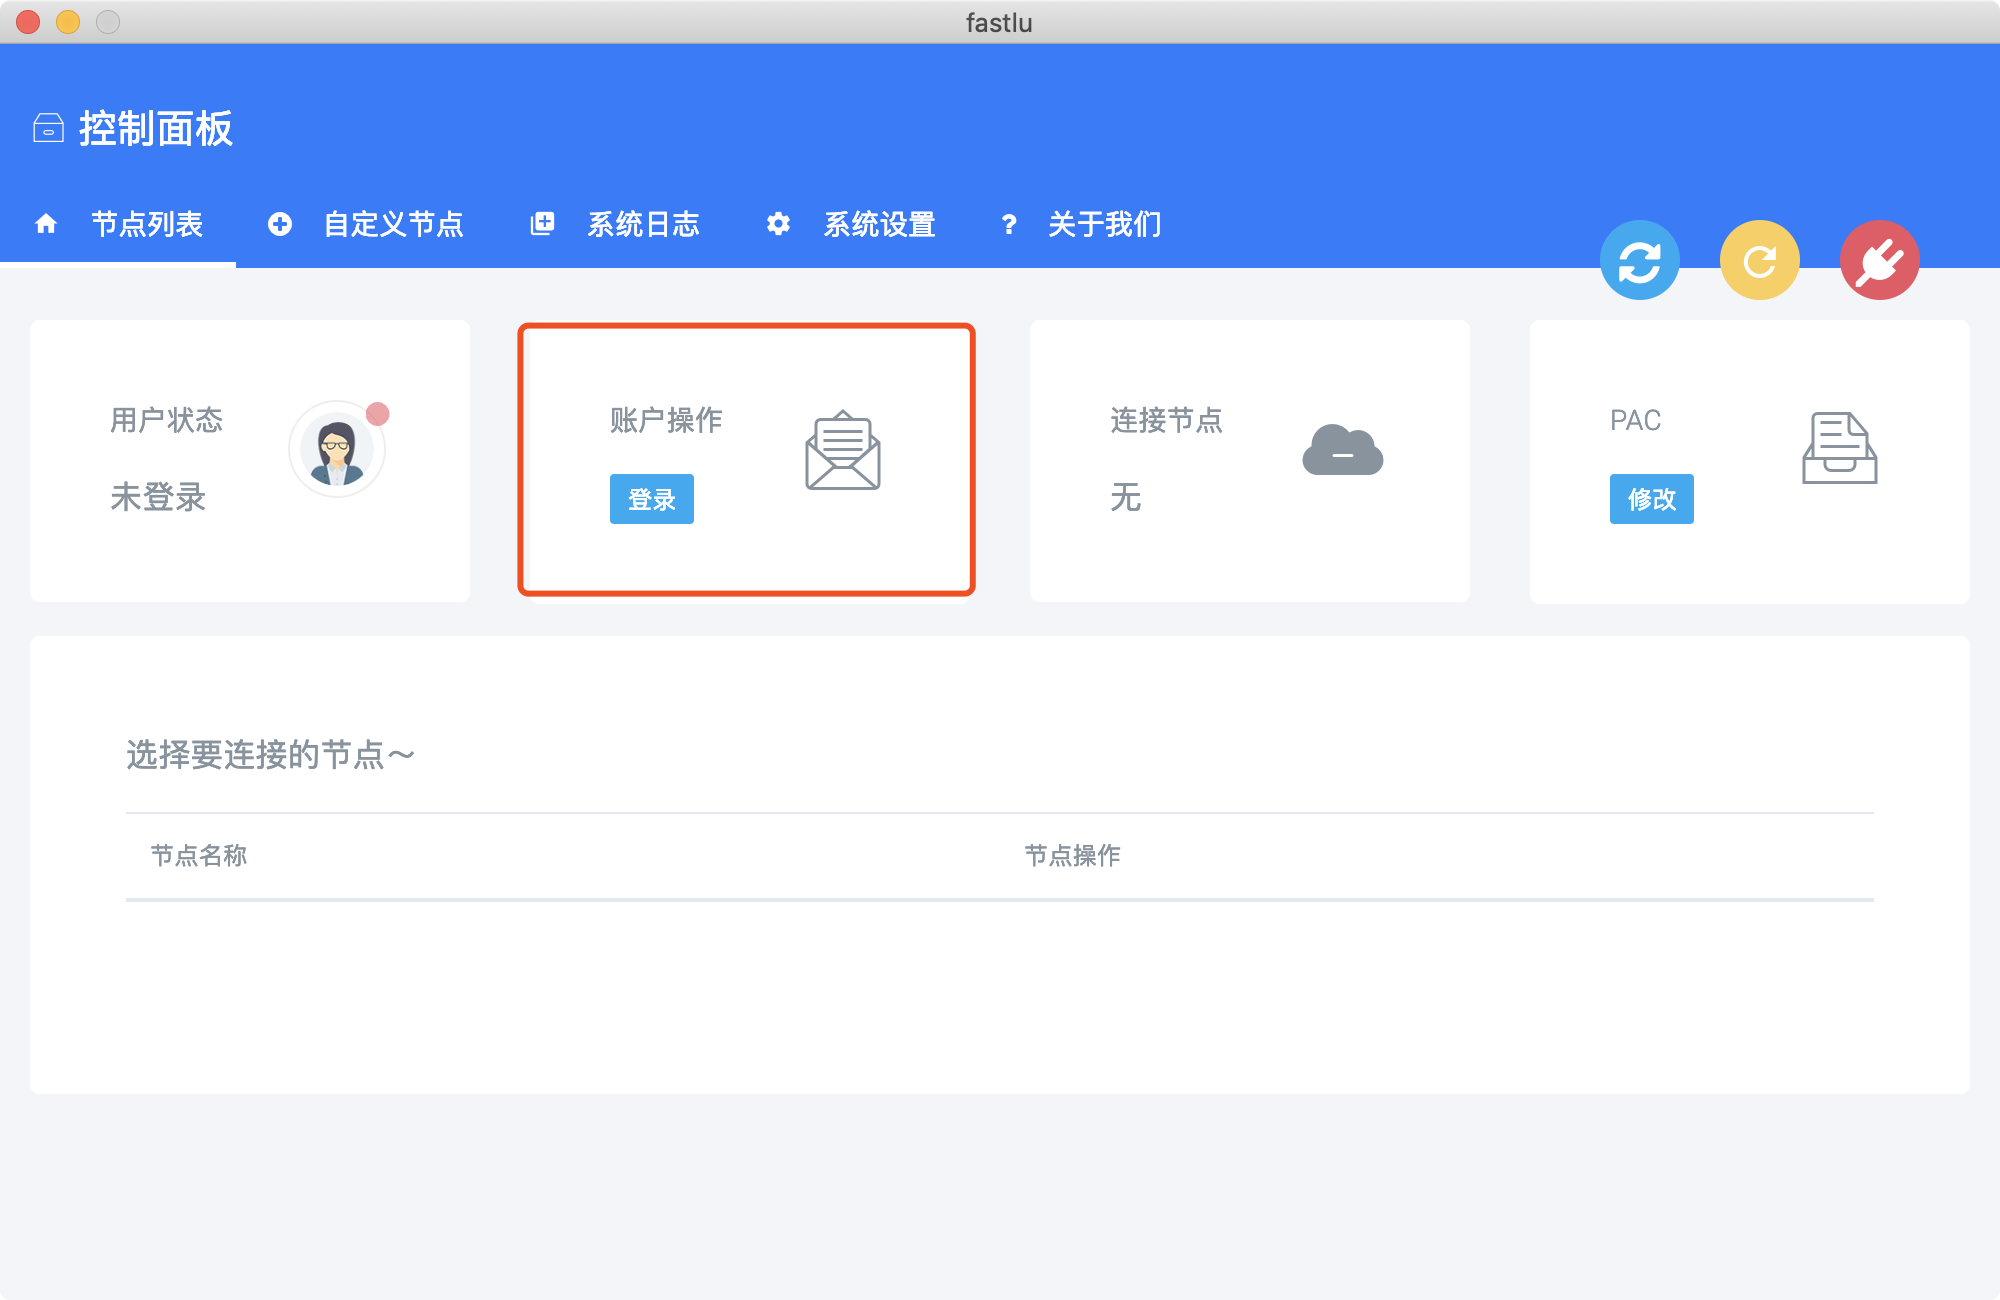 fastlu
控制面板
节点列表
自定义节点
系统日志
系统设置
关于我们
用户状态
未登录
账户操作
登录
连接节点
无
PAC
修改
选择要连接的节点～
节点名称
节点操作